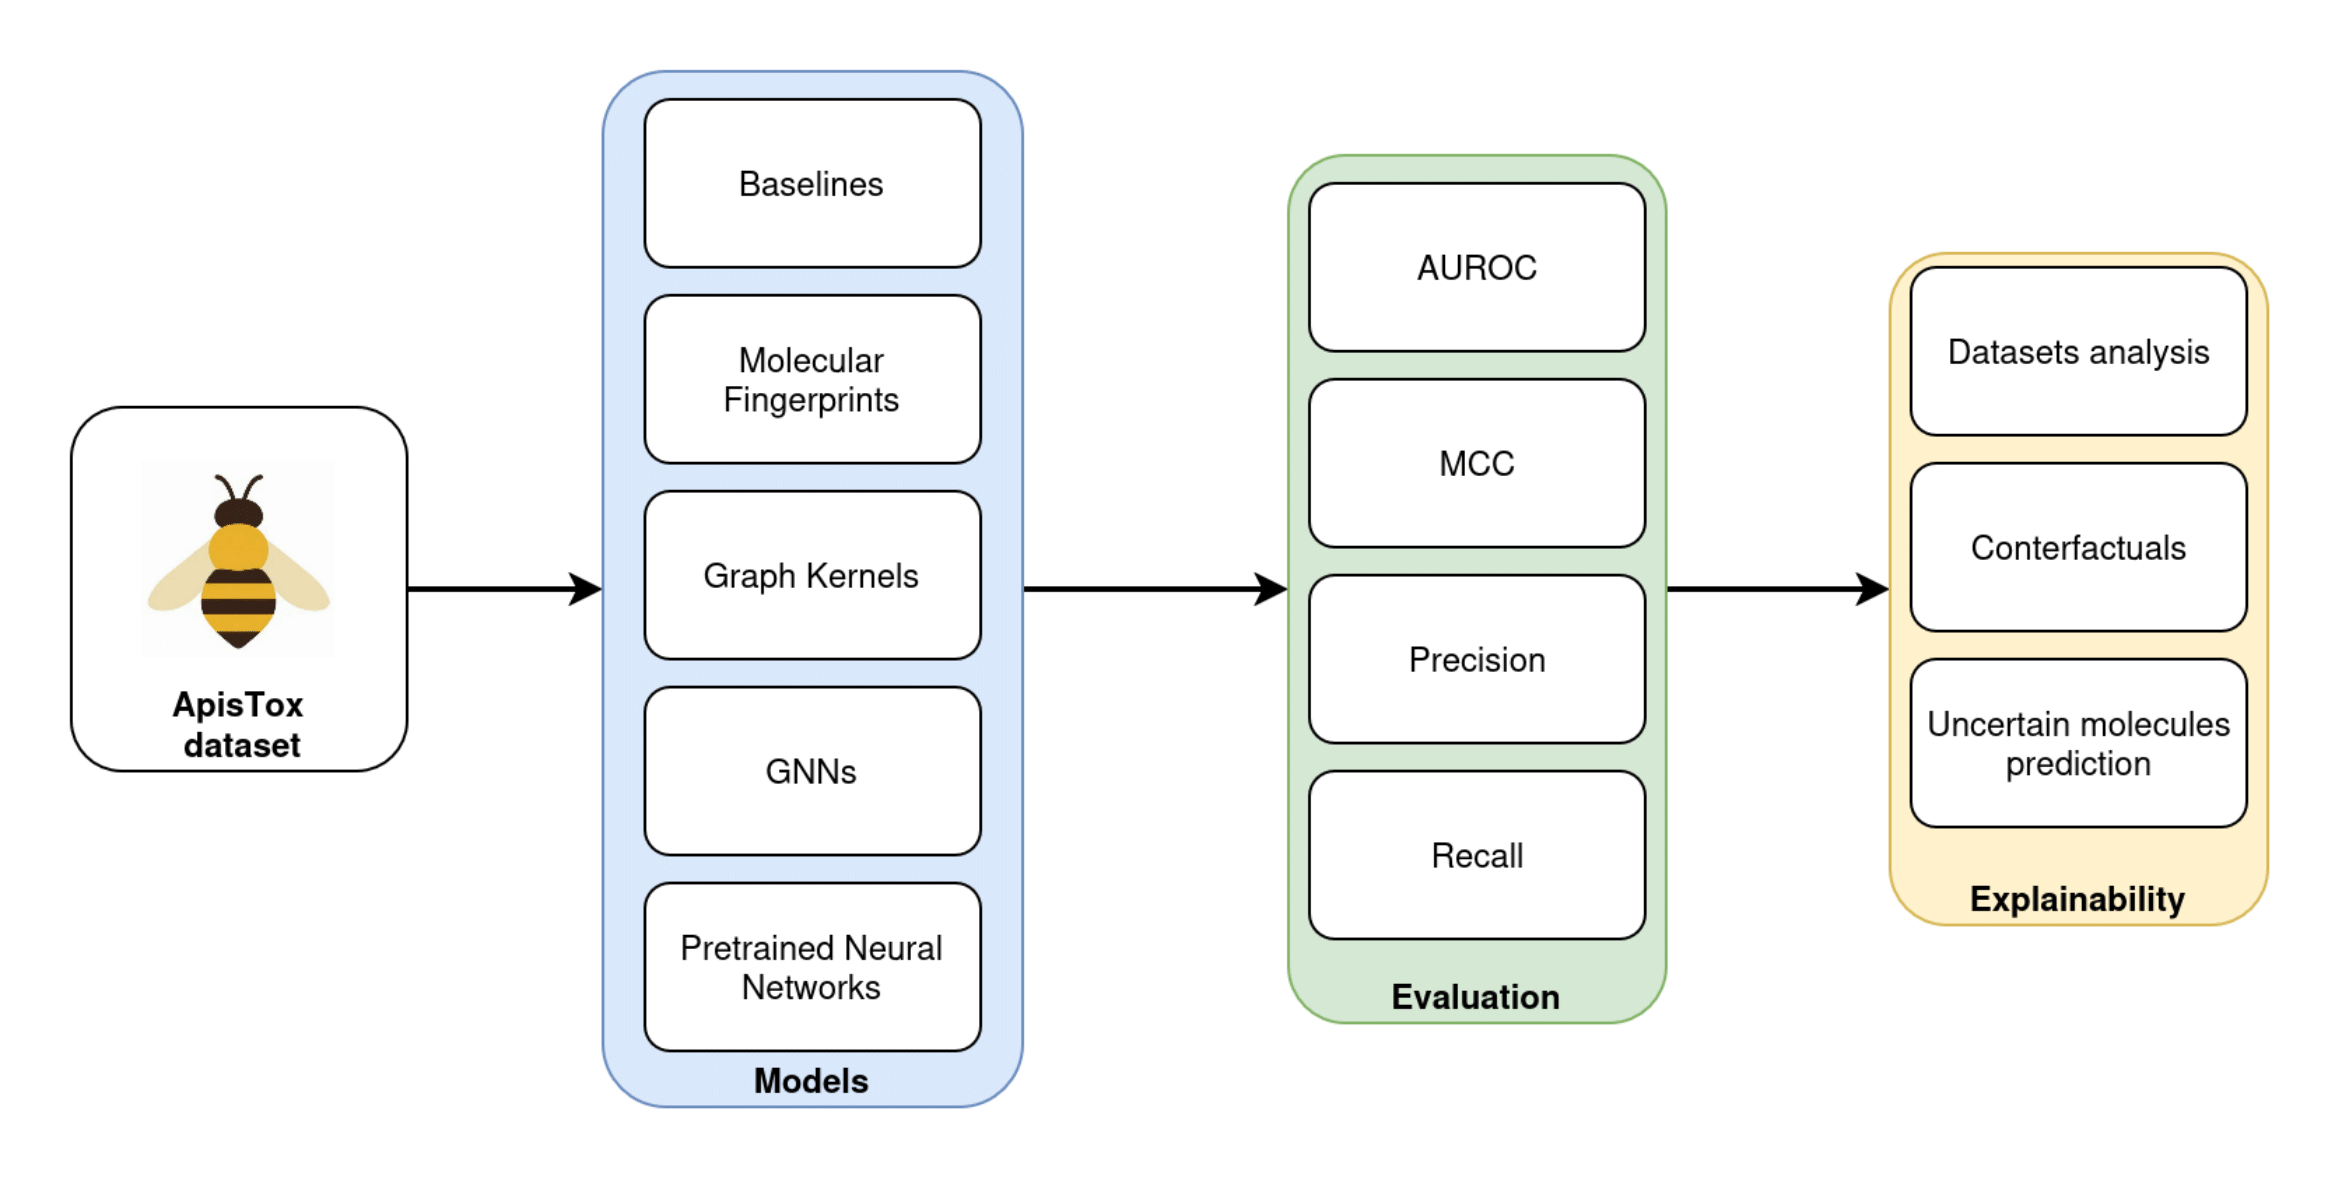 ApisTox
dataset
Baselines
Molecular
Fingerprints
Graph Kernels
GNNs
Pretrained Neural
Networks
Models
AUROC
MCC
Precision
Recall
Evaluation
Datasets analysis
Conterfactuals
Uncertain molecules
prediction
Explainability